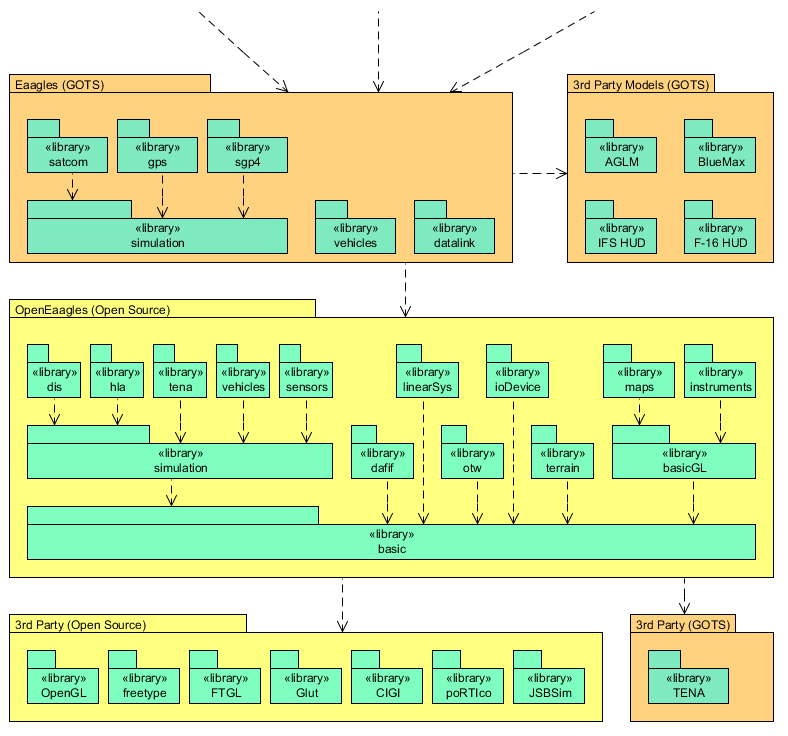 Eaagles (GOTS)
3rd Party Models (GOTS)
«library»
satcom
«library»
gps
«library»
sgp4
«library»
AGLM
«library»
BlueMax
«library»
simulation
«library»
vehicles
«library»
datalink
«library»
IFS HUD
«library»
F-16 HUD
OpenEaagles (Open Source)
«library»
dis
«library»
hla
«library»
tena
«library»
vehicles
«library»
sensors
«library»
linearSys
«library»
ioDevice
«library»
maps
«library»
instruments
«library»
simulation
«library»
dafif
«library»
otw
«library»
terrain
«library»
basicGL
«library»
basic
3rd Party (Open Source)
3rd Party (GOTS)
«library»
OpenGL
«library»
freetype
«library»
FTGL
«library»
Glut
«library»
CIGI
«library»
poRTIco
«library»
JSBSim
«library»
TENA